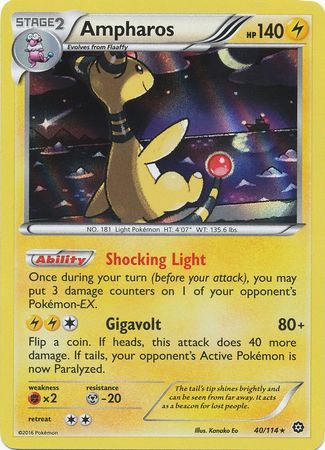 STAGE2 Ampharos HP140
Evolves from Flaaffy
NO. 181 Light Pokémon HT: 4'07" WT: 135.6 lbs.
Ability Shocking Light
Once during your turn (before your attack), you may
put 3 damage counters on 1 of your opponent's
Pokémon-EX.
Gigavolt 80+
Flip a coin. If heads, this attack does 40 more
damage. If tails, your opponent's Active Pokémon is
now Paralyzed.
weakness resistance
×2 -20
retreat
The tail's tip shines brightly and
can be seen from far away. It acts
as a beacon for lost people.
©2016 Pokémon Illus. Kanako Eo 40/114★